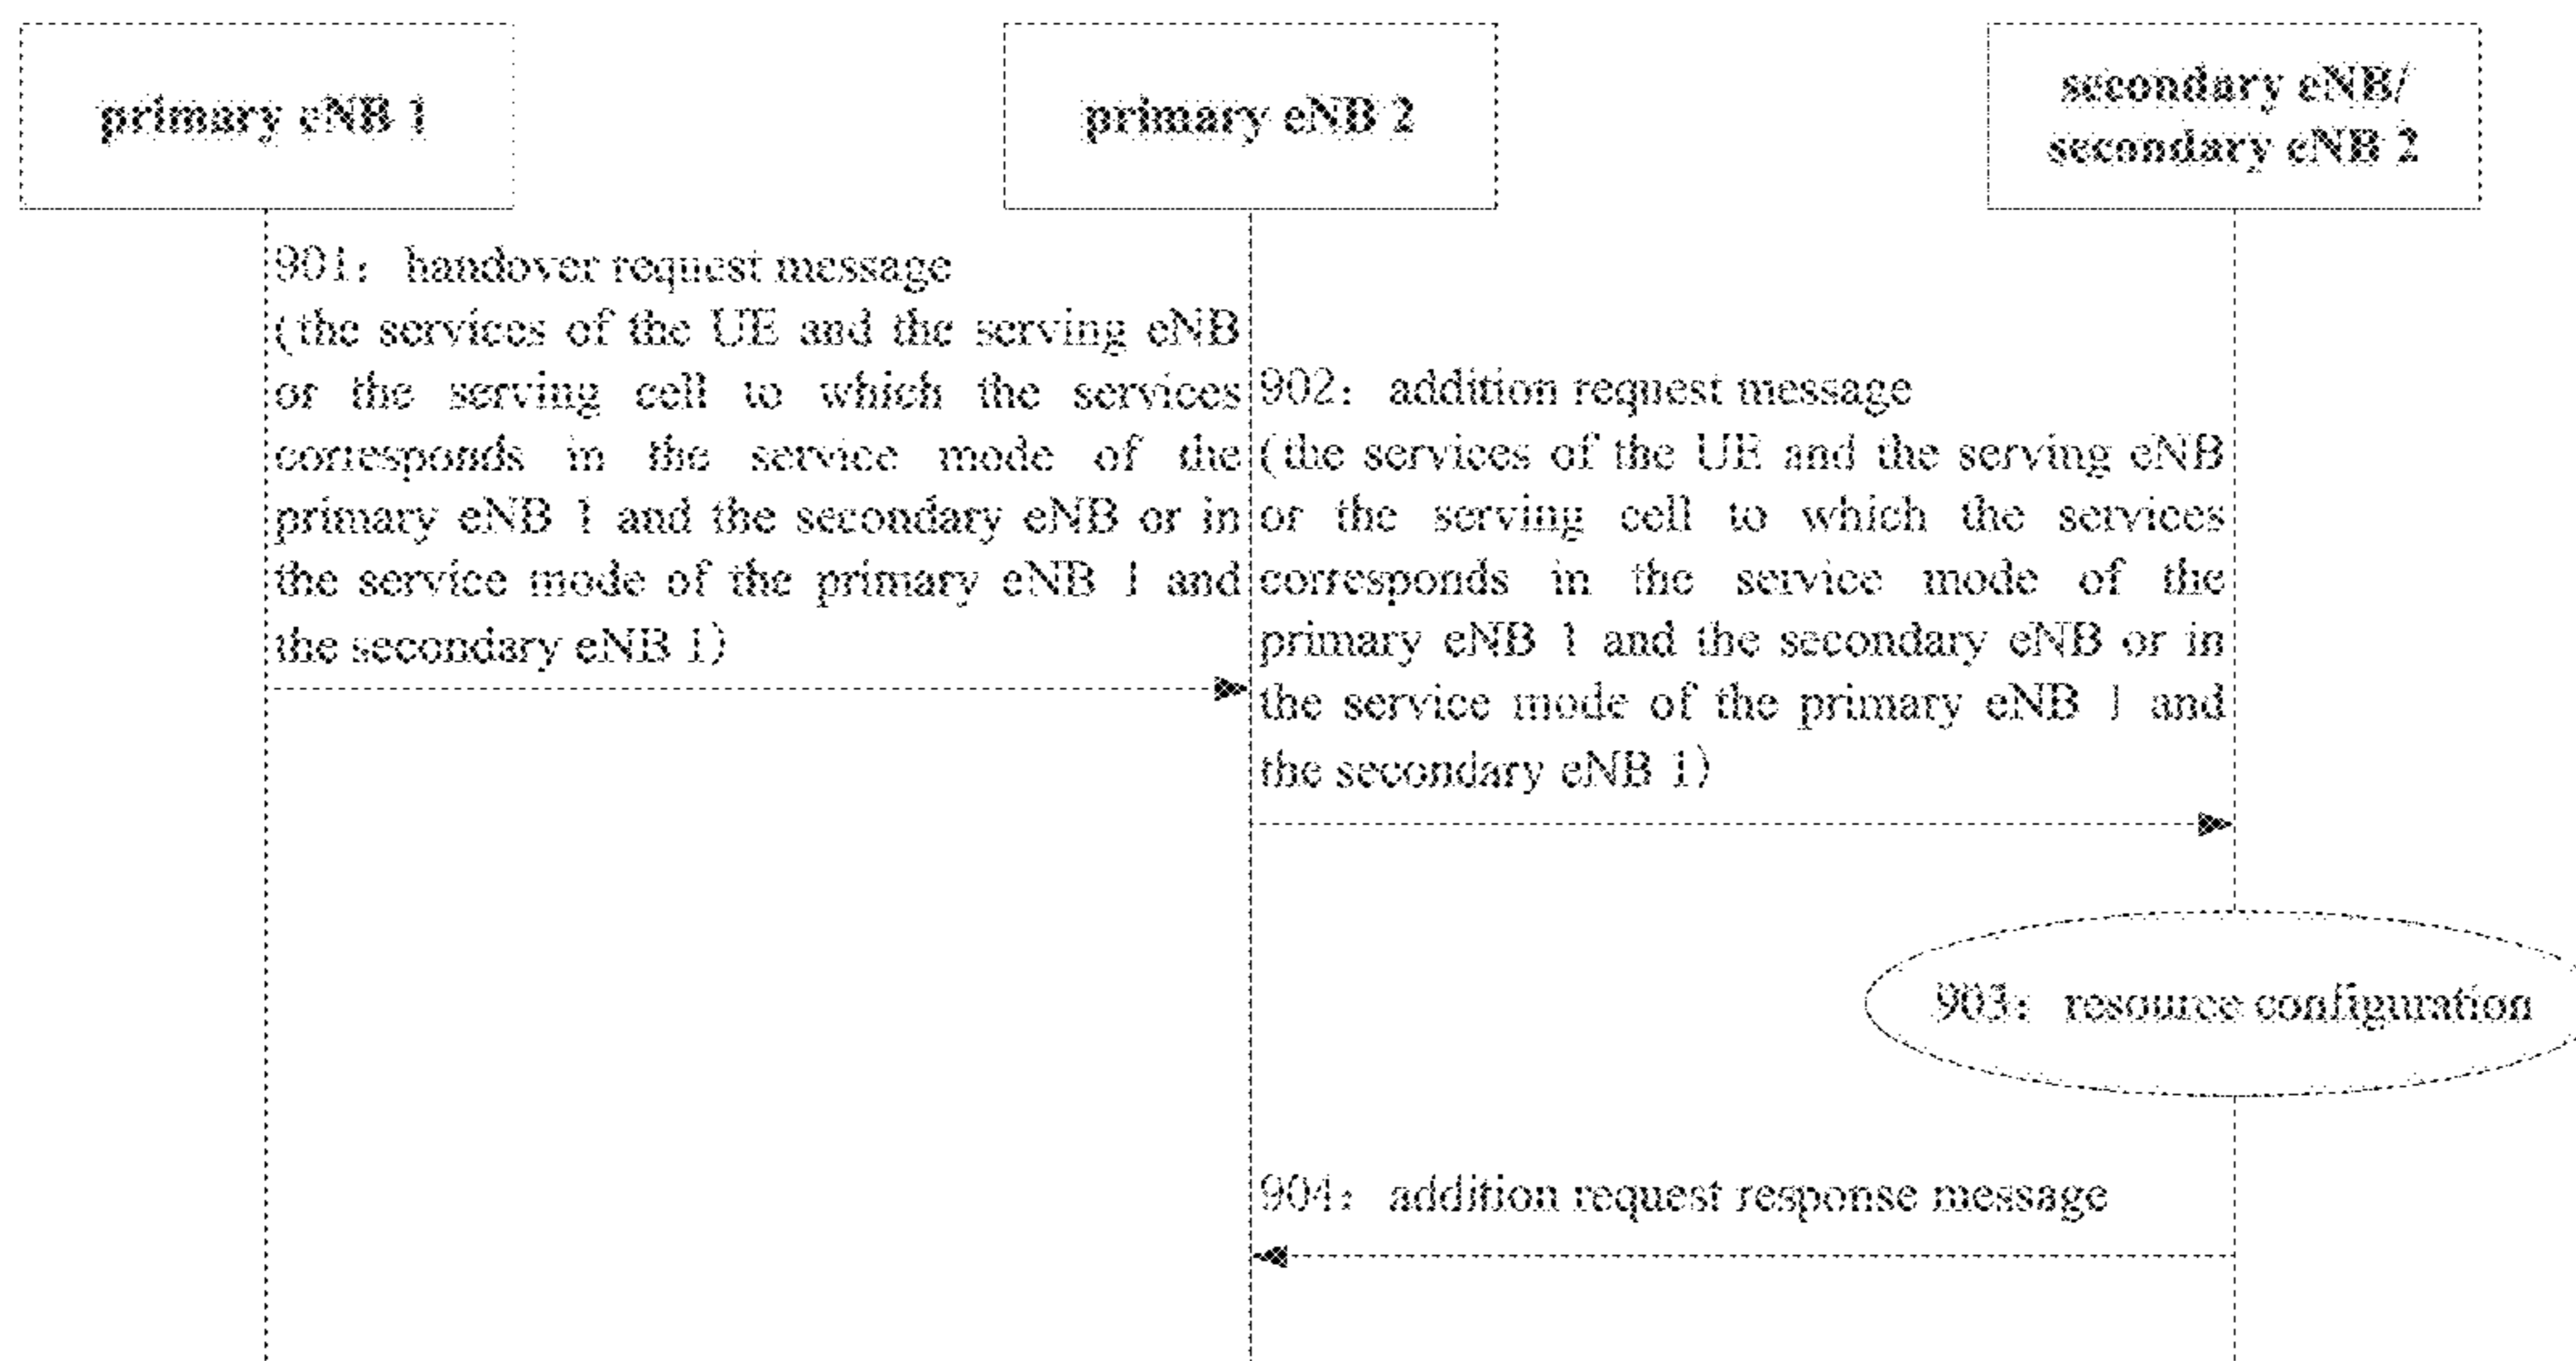 primary eNB 1
primary eNB 2
secondary eNB/
secondary eNB 2
901: handover request message
(the services of the UE and the serving eNB
or the serving cell to which the services
corresponds in the service mode of the
primary eNB 1 and the secondary eNB or in
the service mode of the primary eNB 1 and
the secondary eNB 1)
902: addition request message
(the services of the UE and the serving eNB
or the serving cell to which the services
corresponds in the service mode of the
primary eNB 1 and the secondary eNB or in
the service mode of the primary eNB 1 and
the secondary eNB 1)
903: resource configuration
904: addition request response message